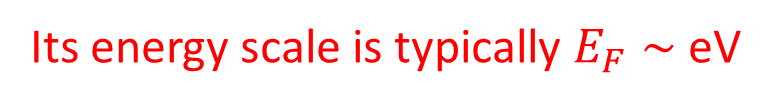 Its energy scale is typically $E_F$ ~ eV